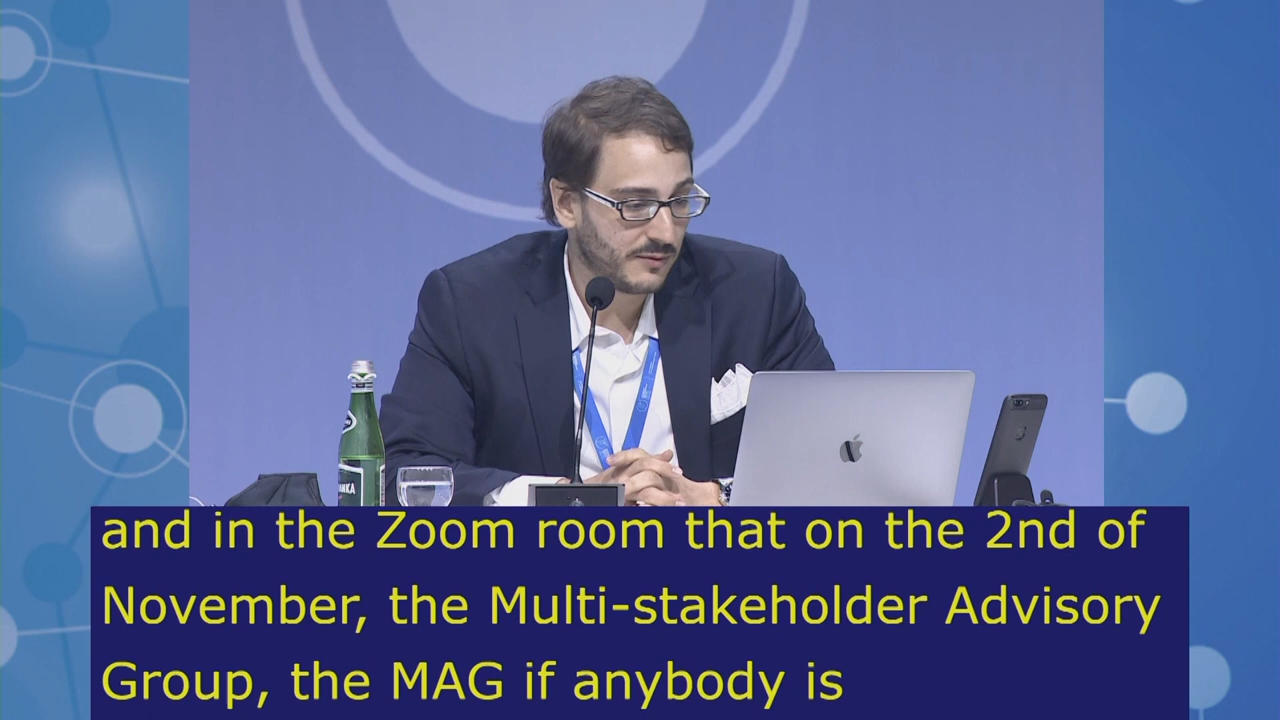 NKA
and in the Zoom room that on the 2nd of
November, the Multi-stakeholder Advisory
Group, the MAG if anybody is